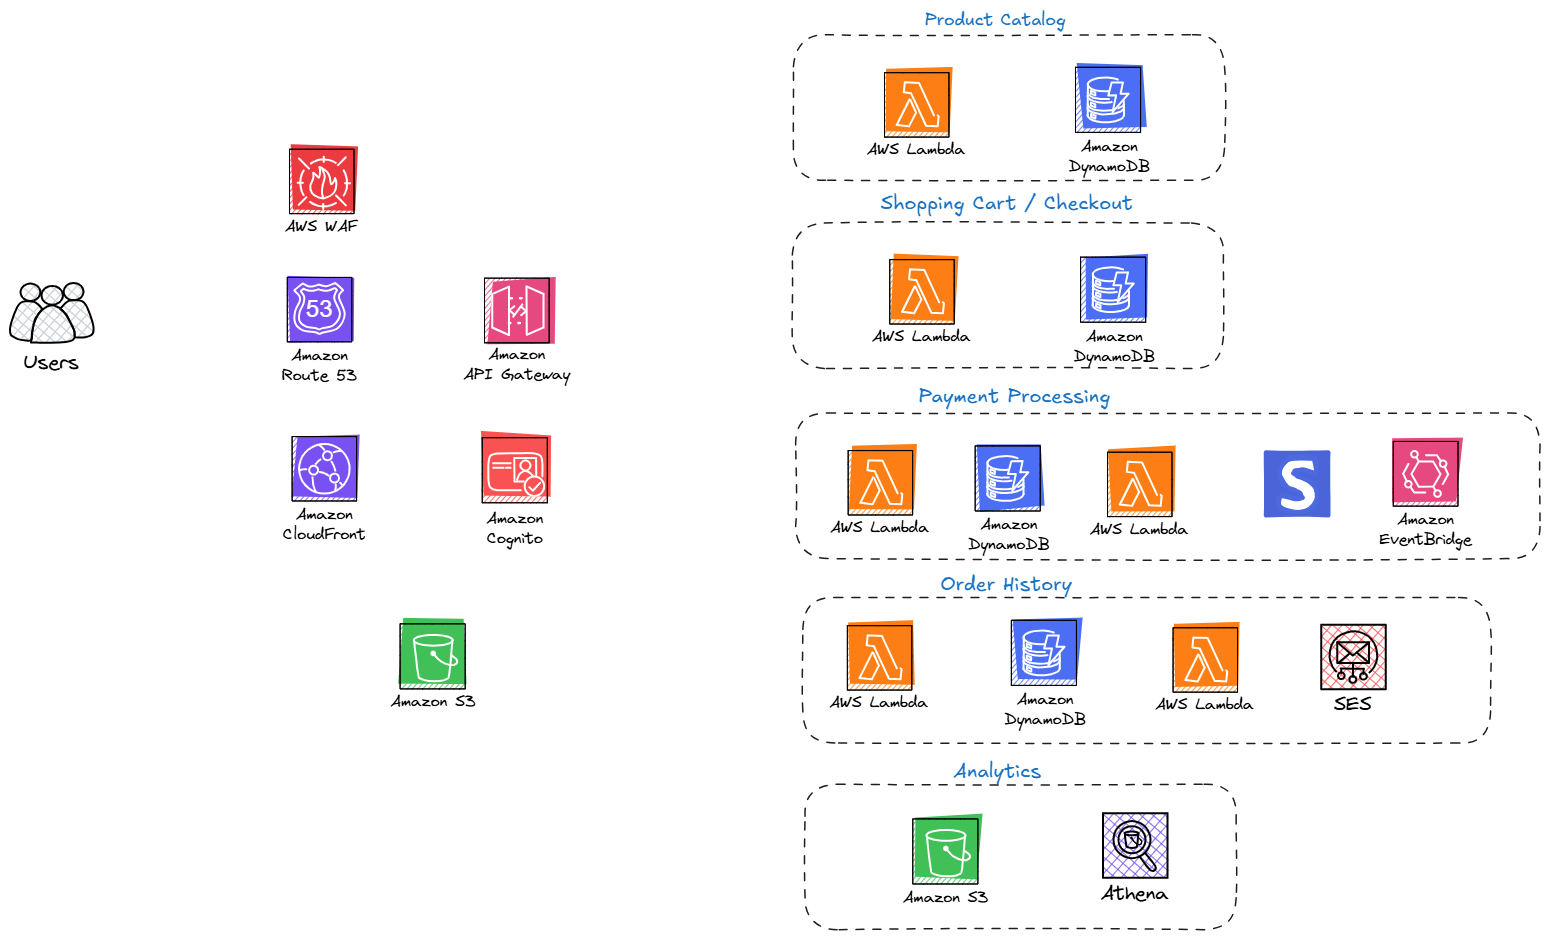 Product Catalog
AWS Lambda
Amazon
DynamoDB
AWS WAF
Shopping Cart / Checkout
AWS Lambda
Amazon
DynamoDB
Users
53
Amazon
Route 53
Amazon
API Gateway
Payment Processing
AWS Lambda
Amazon
DynamoDB
AWS Lambda
S
Amazon
EventBridge
Amazon
CloudFront
Amazon
Cognito
Order History
AWS Lambda
Amazon
DynamoDB
AWS Lambda
SES
Amazon S3
Analytics
Amazon S3
Athena